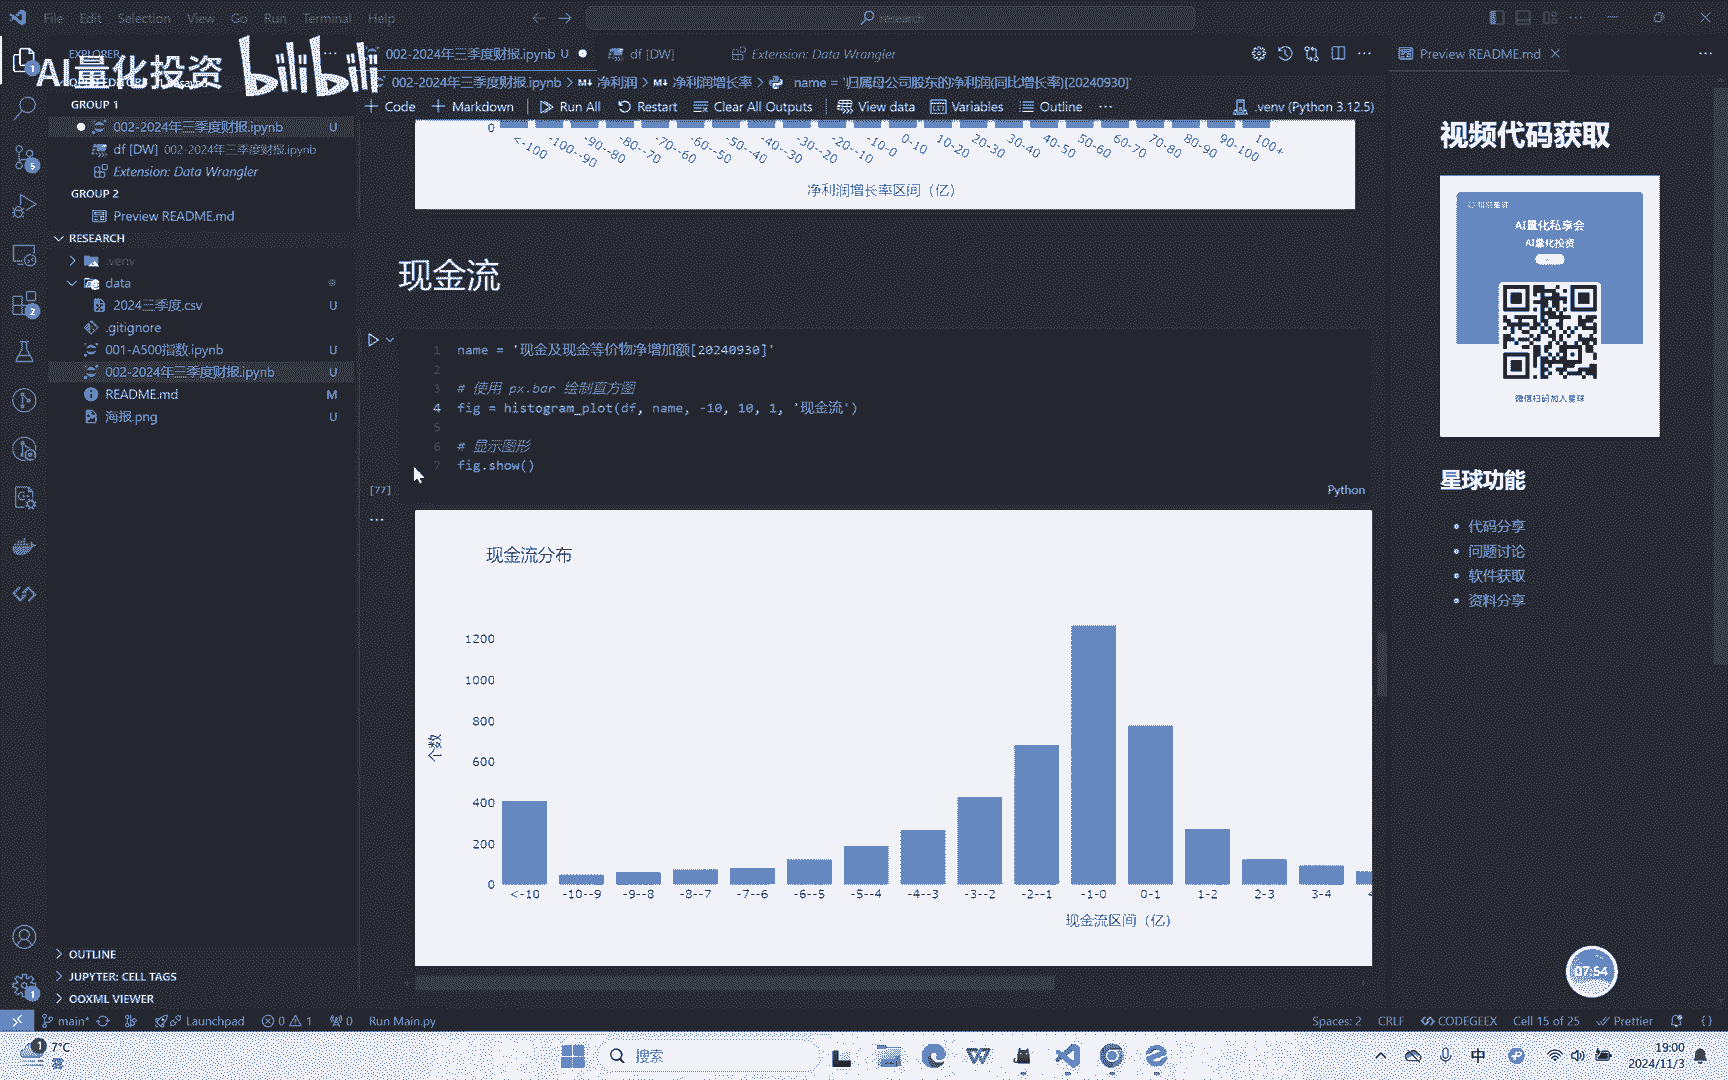 File Edit Selection View Go Run Terminal Help
research
AI量化投资 bilibili
EXPLORER
002-2024年三季度财报.ipynb U
df [DW]
Extension: Data Wrangler
Preview README.md
002-2024年三季度财报.ipynb > 净利润 > 净利润增长率 > name = '归属母公司股东的净利润(同比增长率)[20240930]'
Code Markdown Run All Restart Clear All Outputs View data Variables Outline
.venv (Python 3.12.5)
GROUP 1
002-2024年三季度财报.ipynb U
df [DW] 002-2024年三季度财报.ipynb
Extension: Data Wrangler
GROUP 2
Preview README.md
RESEARCH
.venv
data
2024三季度.csv U
.gitignore
001-A500指数.ipynb U
002-2024年三季度财报.ipynb U
README.md M
海报.png U
OUTLINE
JUPYTER: CELL TAGS
OOXML VIEWER
0
<-100 -100--90 -90--80 -80--70 -70--60 -60--50 -50--40 -40--30 -30--20 -20--10 -10-0 0-10 10-20 20-30 30-40 40-50 50-60 60-70 70-80 80-90 90-100 100+
净利润增长率区间（亿）
现金流
1 name = '现金及现金等价物净增加额[20240930]'
2
3 # 使用 px.bar 绘制直方图
4 fig = histogram_plot(df, name, -10, 10, 1, '现金流')
5
6 # 显示图形
7 fig.show()
[77]
Python
现金流分布
1200
1000
800
600
400
200
0
个数
<-10 -10--9 -9--8 -8--7 -7--6 -6--5 -5--4 -4--3 -3--2 -2--1 -1-0 0-1 1-2 2-3 3-4
现金流区间（亿）
视频代码获取
知识星球
AI量化私享会
AI量化投资
微信扫码加入星球
星球功能
代码分享
问题讨论
软件获取
资料分享
07:54
main* Launchpad 0 1 0 Run Main.py
Spaces: 2 CRLF CODEGEEX Cell 15 of 25 Prettier
7°C
搜索
中
19:00
2024/11/3